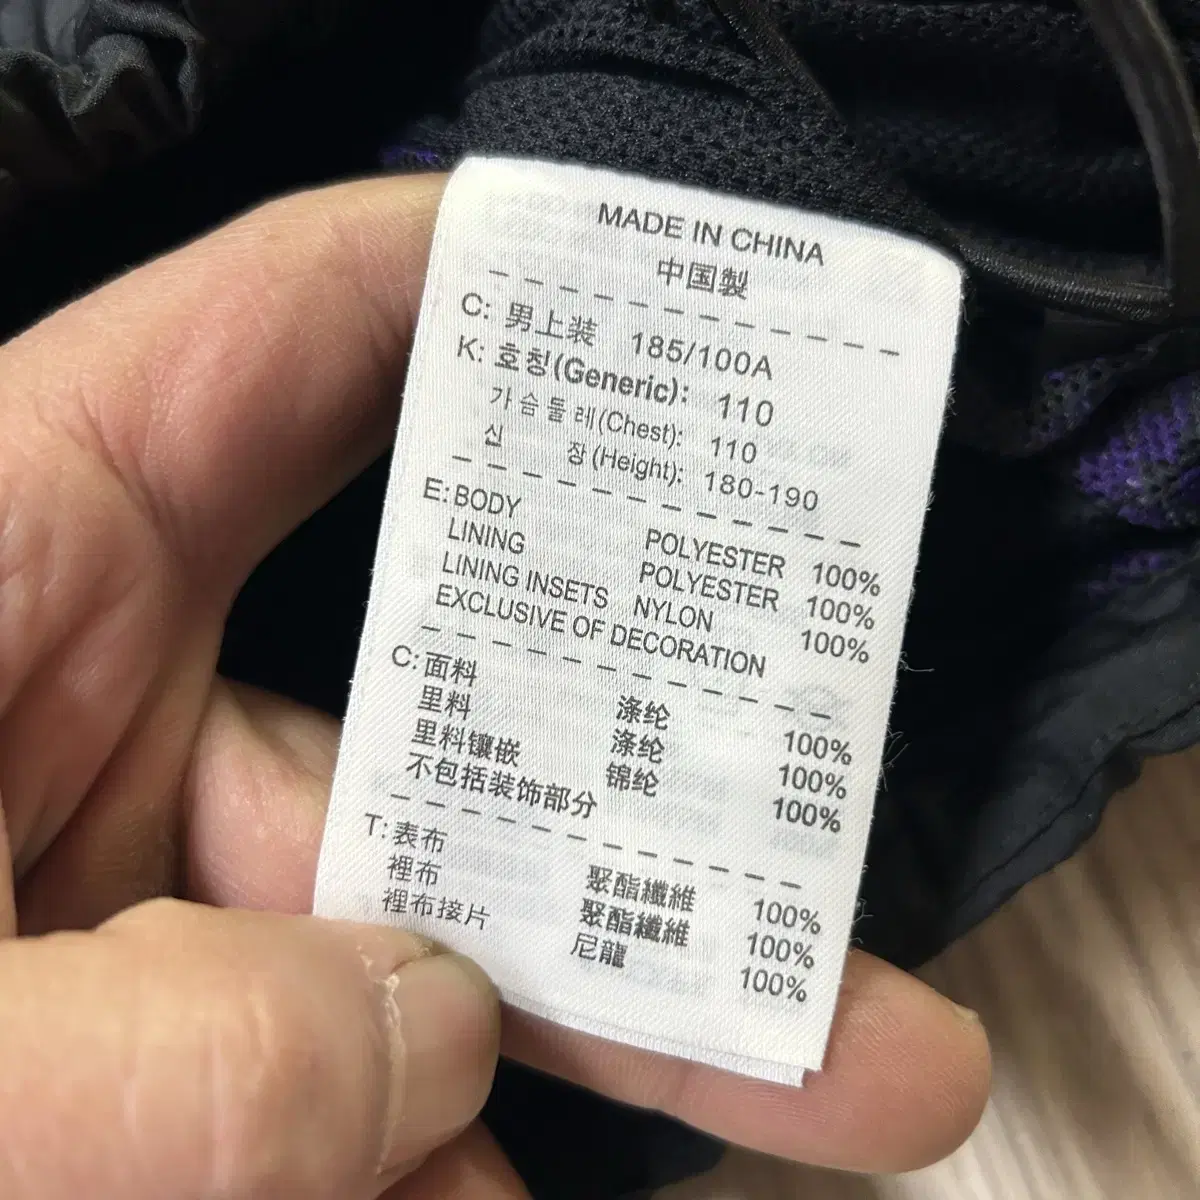 MADE IN CHINA
中国製
C: 男上装 185/100A
K: 호칭(Generic): 110
가슴둘레(Chest): 110
신 장(Height): 180-190
E: BODY POLYESTER 100%
LINING POLYESTER 100%
LINING INSETS NYLON 100%
EXCLUSIVE OF DECORATION
C: 面料 涤纶 100%
里料 涤纶 100%
里料镶嵌 锦纶 100%
不包括装饰部分
T: 表布 聚酯纖維 100%
裡布 聚酯纖維 100%
裡布接片 尼龍 100%